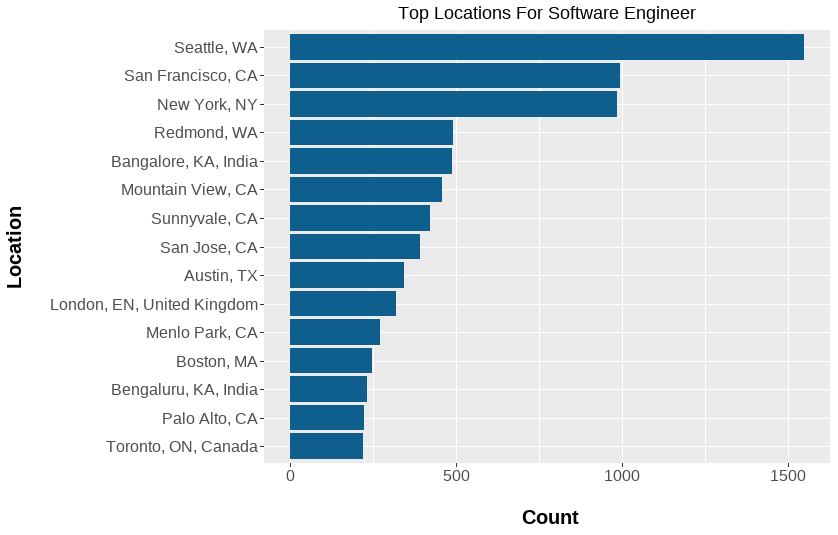 Top Locations For Software Engineer
Location
Seattle, WA
San Francisco, CA
New York, NY
Redmond, WA
Bangalore, KA, India
Mountain View, CA
Sunnyvale, CA
San Jose, CA
Austin, TX
London, EN, United Kingdom
Menlo Park, CA
Boston, MA
Bengaluru, KA, India
Palo Alto, CA
Toronto, ON, Canada
0 500 1000 1500
Count